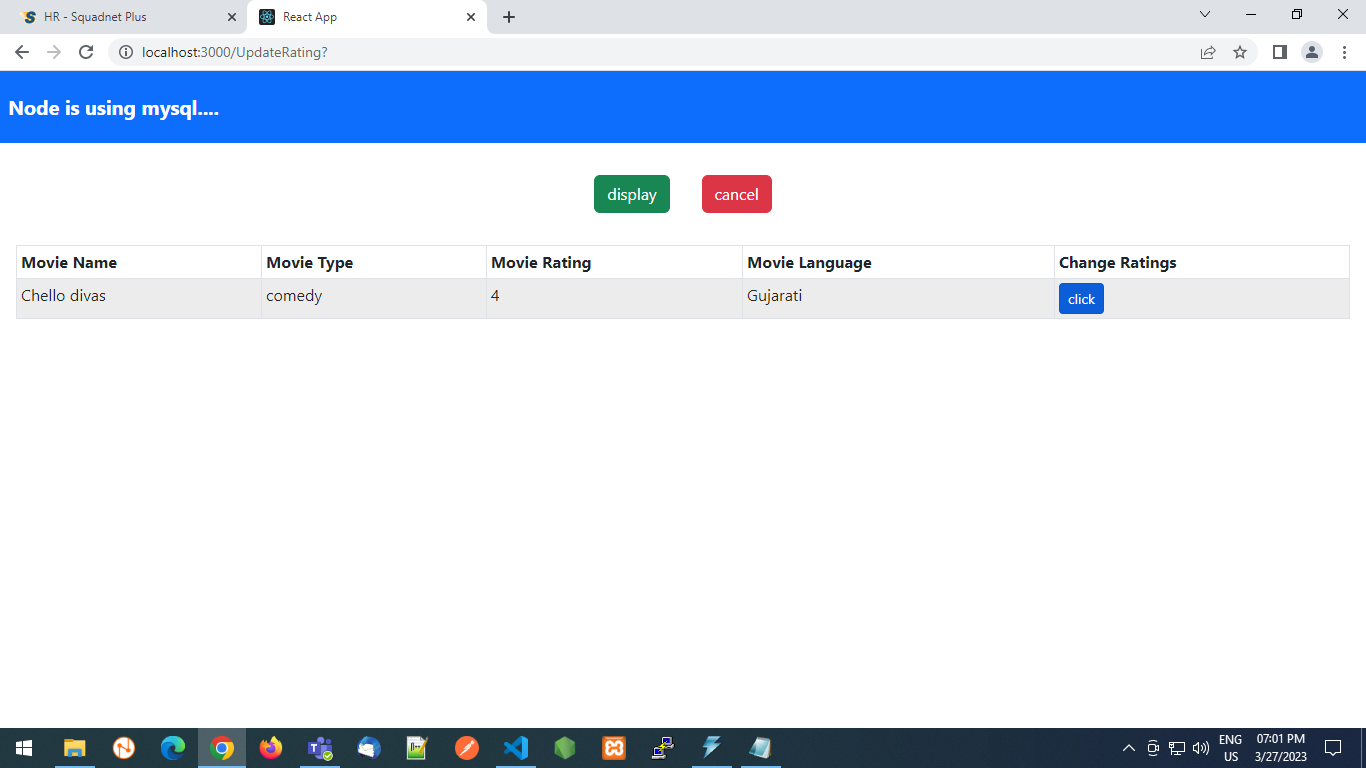 HR - Squadnet Plus
React App
localhost:3000/UpdateRating?
Node is using mysql....
display cancel
Movie Name Movie Type Movie Rating Movie Language Change Ratings
Chello divas comedy 4 Gujarati click
ENG 07:01 PM
US 3/27/2023